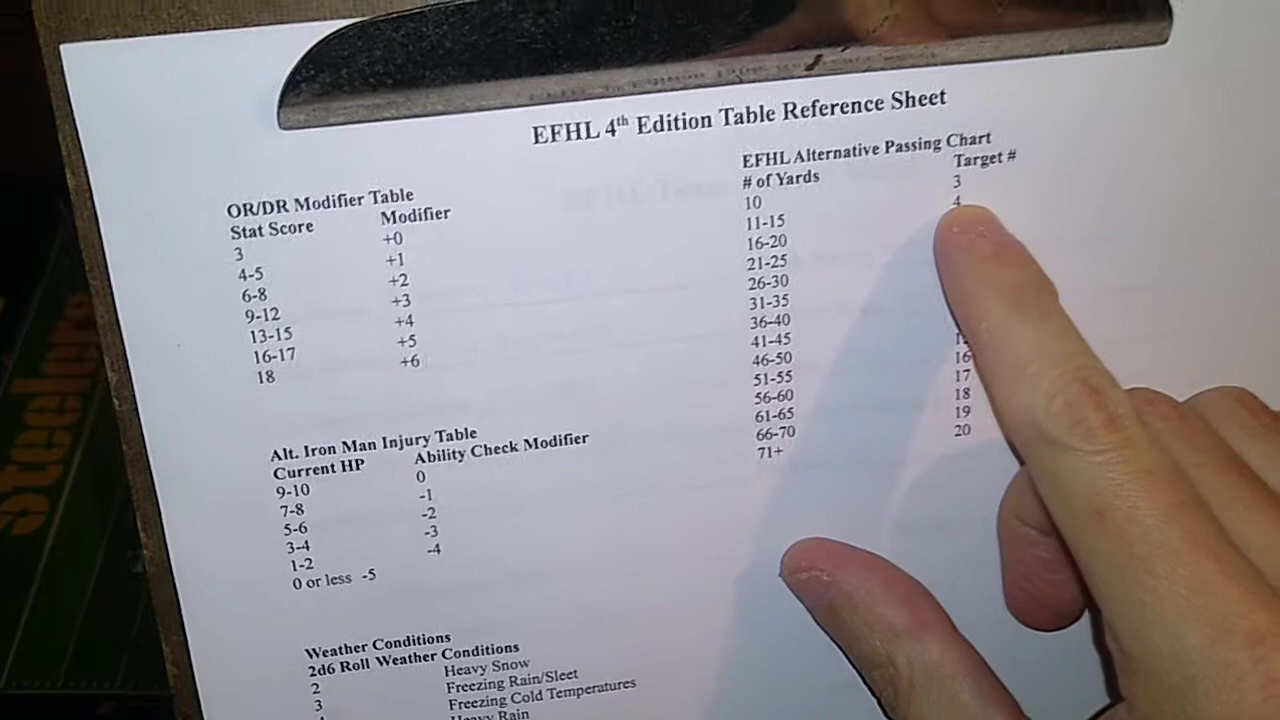 EFHL 4th Edition Table Reference Sheet
OR/DR Modifier Table
Stat Score Modifier
3 +0
4-5 +1
6-8 +2
9-12 +3
13-15 +4
16-17 +5
18 +6
EFHL Alternative Passing Chart
# of Yards Target #
10 3
11-15 4
16-20
21-25
26-30
31-35
36-40
41-45
46-50 16
51-55 17
56-60 18
61-65 19
66-70 20
71+
Alt. Iron Man Injury Table
Current HP Ability Check Modifier
9-10 0
7-8 -1
5-6 -2
3-4 -3
1-2 -4
0 or less -5
Weather Conditions
2d6 Roll Weather Conditions
2 Heavy Snow
3 Freezing Rain/Sleet
Freezing Cold Temperatures
Heavy Rain
Steelers